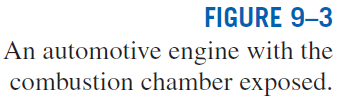 FIGURE 9–3
An automotive engine with the
combustion chamber exposed.